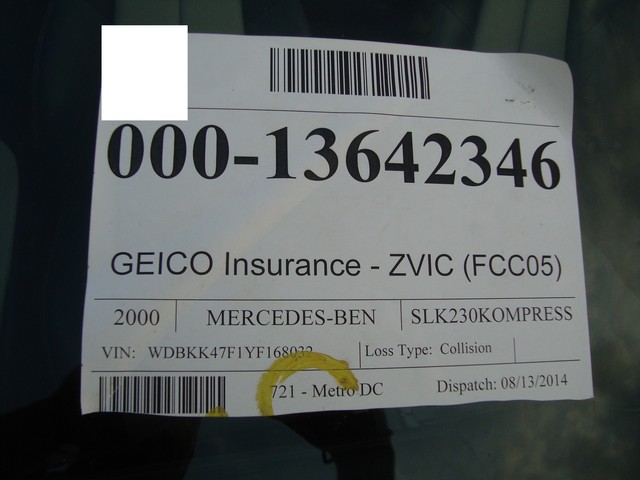 000-13642346
GEICO Insurance - ZVIC (FCC05)
2000 MERCEDES-BEN SLK230KOMPRESS
VIN: WDBKK47F1YF168032 Loss Type: Collision
721 - Metro DC Dispatch: 08/13/2014